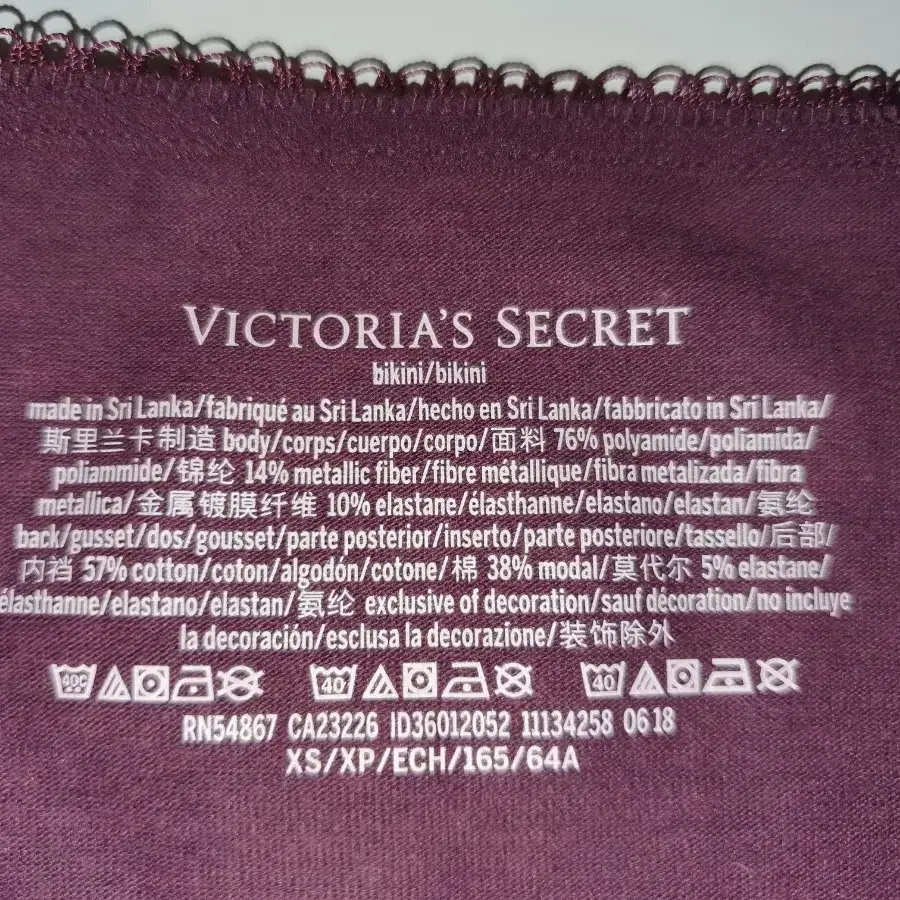 VICTORIA'S SECRET
bikini/bikini
made in Sri Lanka/fabriqué au Sri Lanka/hecho en Sri Lanka/fabbricato in Sri Lanka/
斯里兰卡制造 body/corps/cuerpo/corpo/面料 76% polyamide/poliamida/
poliammide/锦纶 14% metallic fiber/fibre métallique/fibra metalizada/fibra
metallica/金属镀膜纤维 10% elastane/élasthanne/elastano/elastan/氨纶
back/gusset/dos/gousset/parte posterior/inserto/parte posteriore/tassello/后部/
内裆 57% cotton/coton/algodón/cotone/棉 38% modal/莫代尔 5% elastane/
élasthanne/elastano/elastan/氨纶 exclusive of decoration/sauf décoration/no incluye
la decoración/esclusa la decorazione/装饰除外
40C 40 40
RN54867 CA23226 ID36012052 11134258 0618
XS/XP/ECH/165/64A